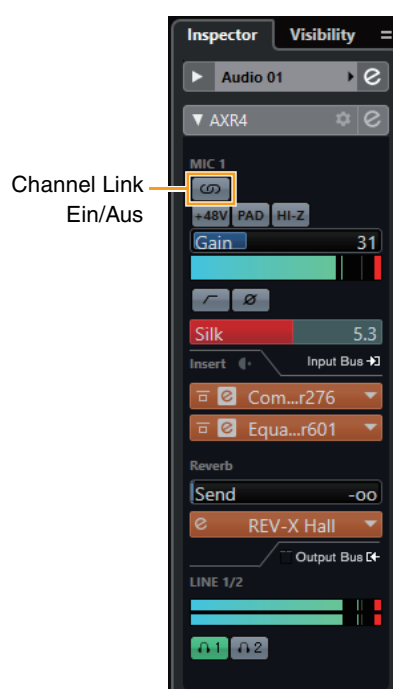 Inspector Visibility
Audio 01
AXR4
MIC 1
Channel Link
Ein/Aus
+48V PAD HI-Z
Gain 31
Silk 5.3
Insert Input Bus
Com...r276
Equa...r601
Reverb
Send -oo
REV-X Hall
Output Bus
LINE 1/2
1 2